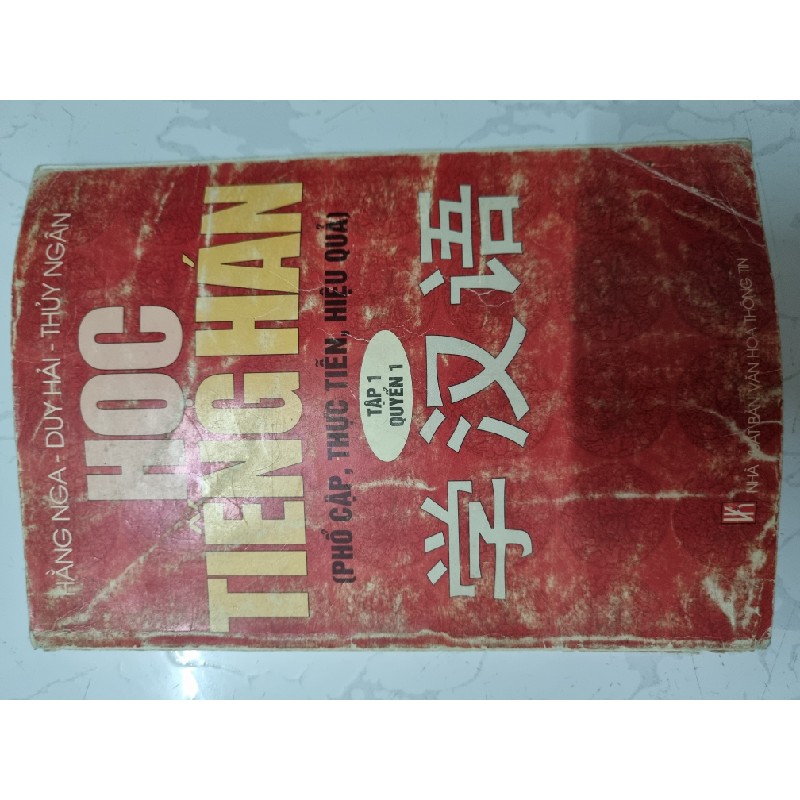 HẰNG NGA - DUY HẢI - THỦY NGÂN
HỌC
TIẾNG HÁN
(PHỔ CẬP, THỰC TIỄN, HIỆU QUẢ)
TẬP 1
QUYỂN 1
学汉语
NHÀ XUẤT BẢN VĂN HOÁ THÔNG TIN